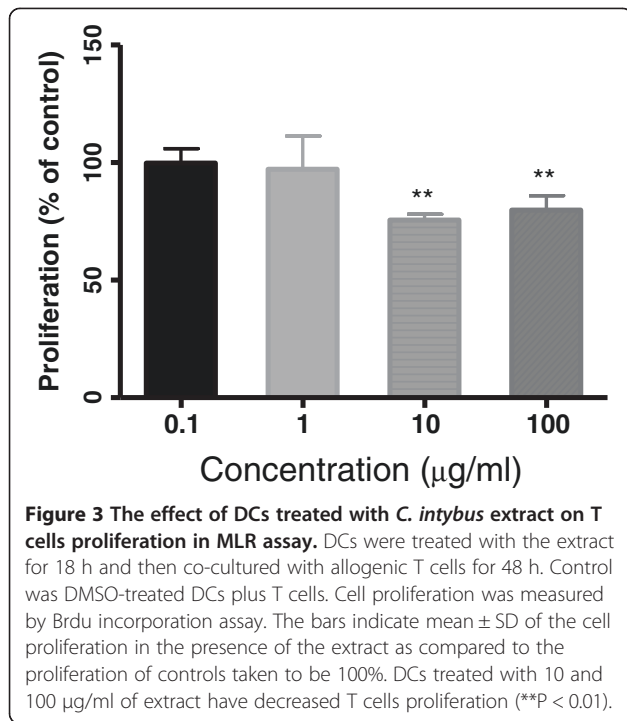 150
100
50
0
Proliferation (% of control)
**
**
0.1 1 10 100
Concentration (μg/ml)
Figure 3 The effect of DCs treated with C. intybus extract on T
cells proliferation in MLR assay. DCs were treated with the extract
for 18 h and then co-cultured with allogenic T cells for 48 h. Control
was DMSO-treated DCs plus T cells. Cell proliferation was measured
by Brdu incorporation assay. The bars indicate mean ± SD of the cell
proliferation in the presence of the extract as compared to the
proliferation of controls taken to be 100%. DCs treated with 10 and
100 μg/ml of extract have decreased T cells proliferation (**P < 0.01).